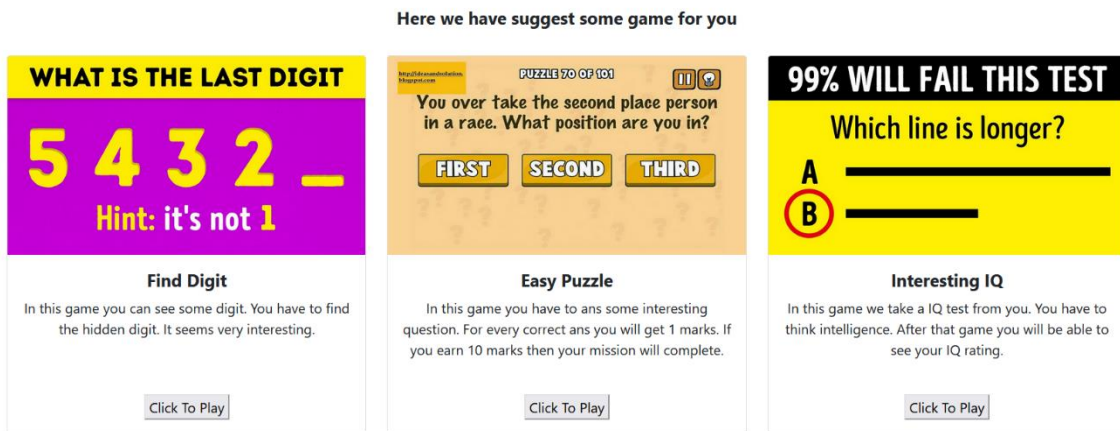 Here we have suggest some game for you
WHAT IS THE LAST DIGIT
5 4 3 2 _
Hint: it's not 1
Find Digit
In this game you can see some digit. You have to find
the hidden digit. It seems very interesting.
Click To Play
http://ideasandsolution.
blogspot.com
PUZZLE 70 OF 101
You over take the second place person
in a race. What position are you in?
FIRST SECOND THIRD
Easy Puzzle
In this game you have to ans some interesting
question. For every correct ans you will get 1 marks. If
you earn 10 marks then your mission will complete.
Click To Play
99% WILL FAIL THIS TEST
Which line is longer?
A
B
Interesting IQ
In this game we take a IQ test from you. You have to
think intelligence. After that game you will be able to
see your IQ rating.
Click To Play